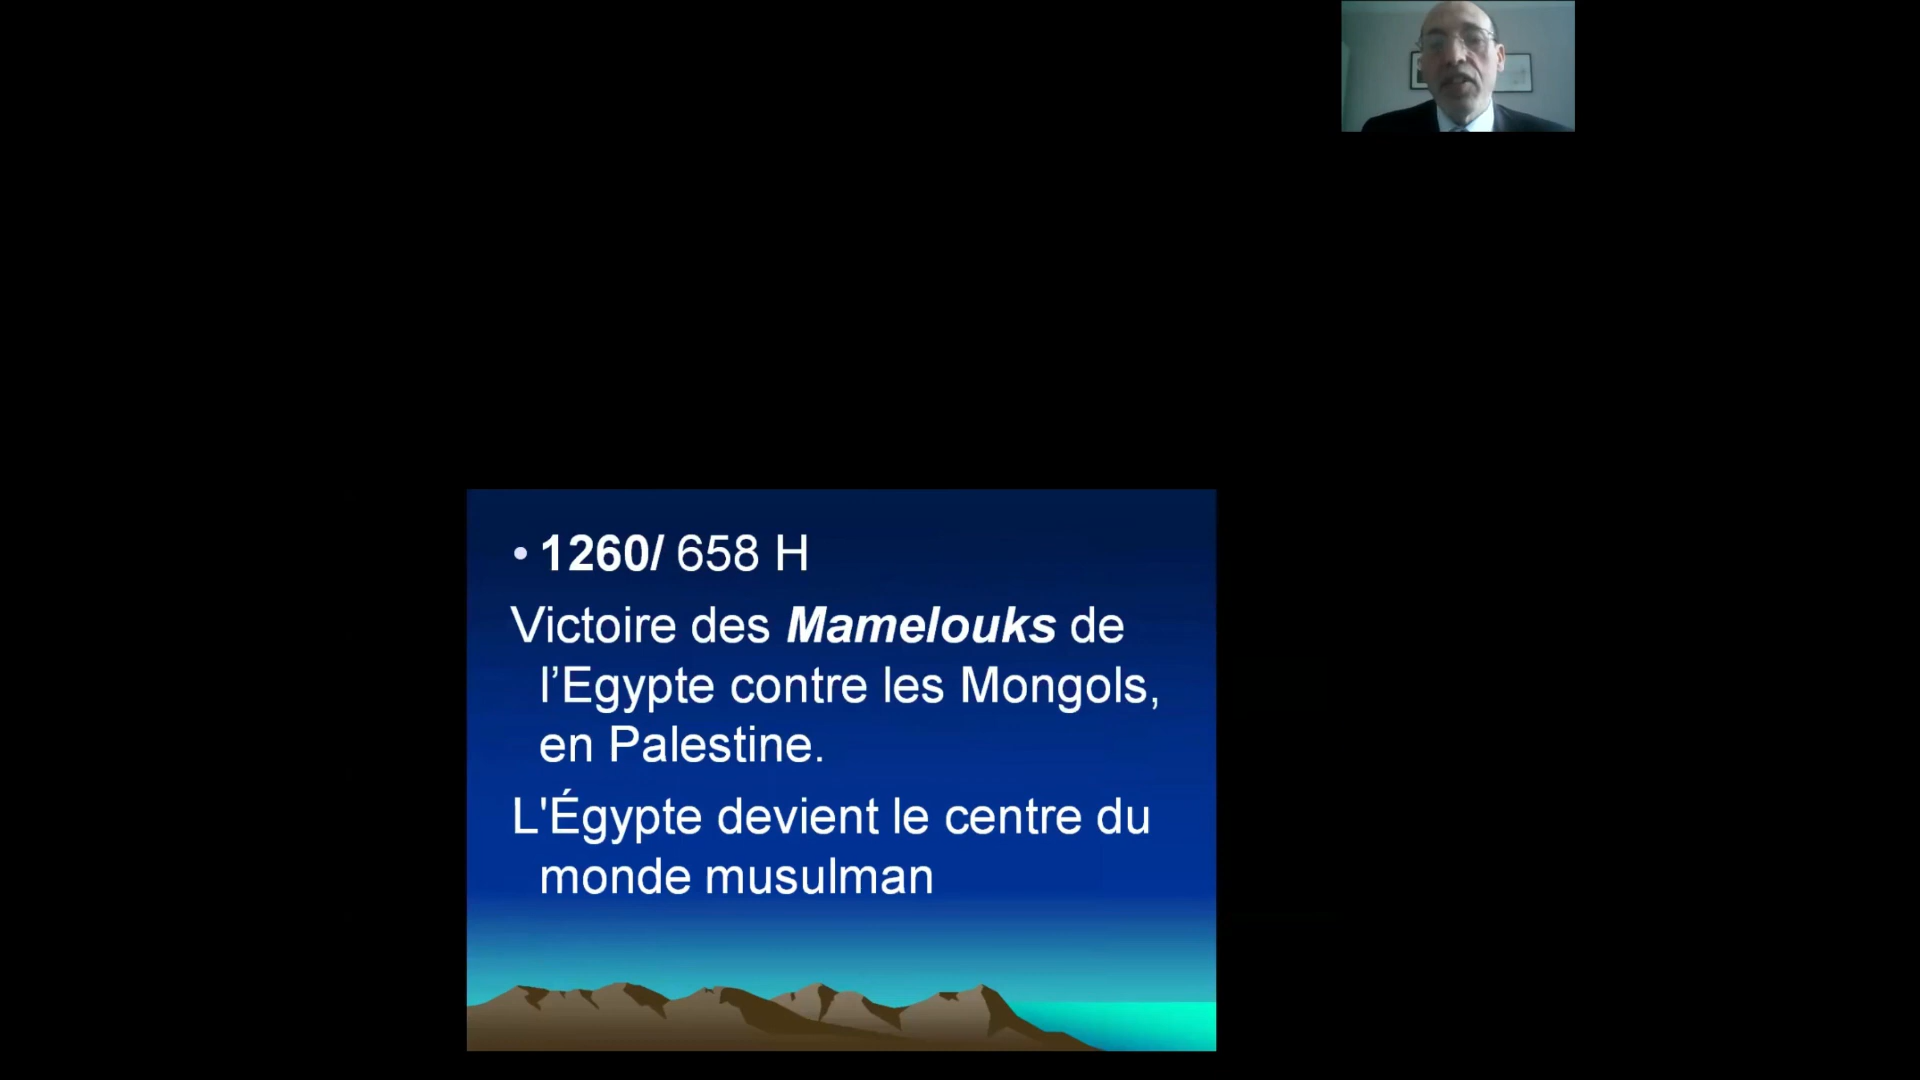 • 1260/ 658 H
Victoire des Mamelouks de
l’Egypte contre les Mongols,
en Palestine.
L'Égypte devient le centre du
monde musulman